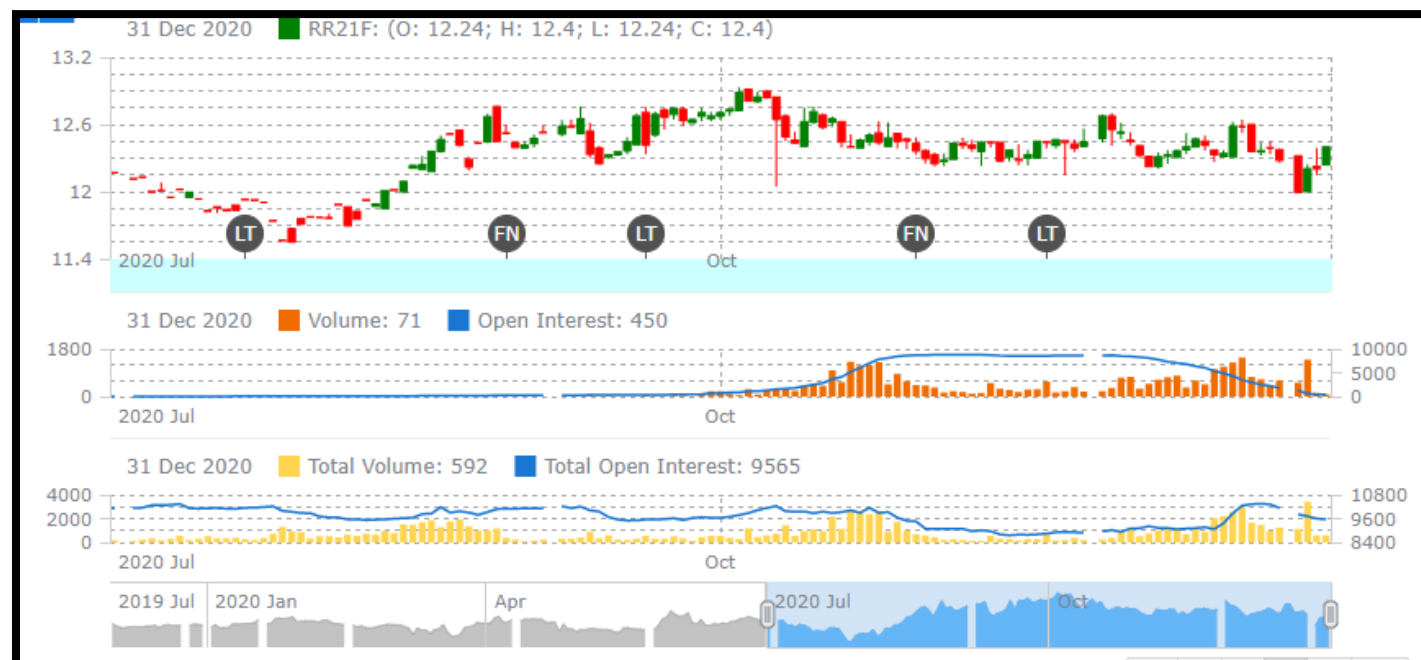 31 Dec 2020 RR21F: (O: 12.24; H: 12.4; L: 12.24; C: 12.4)
13.2
12.6
12
LT FN LT FN LT
11.4
2020 Jul Oct
31 Dec 2020 Volume: 71 Open Interest: 450
1800 10000
5000
0 0
2020 Jul Oct
31 Dec 2020 Total Volume: 592 Total Open Interest: 9565
4000 10800
2000 9600
0 8400
2020 Jul Oct
2019 Jul 2020 Jan Apr 2020 Jul Oct